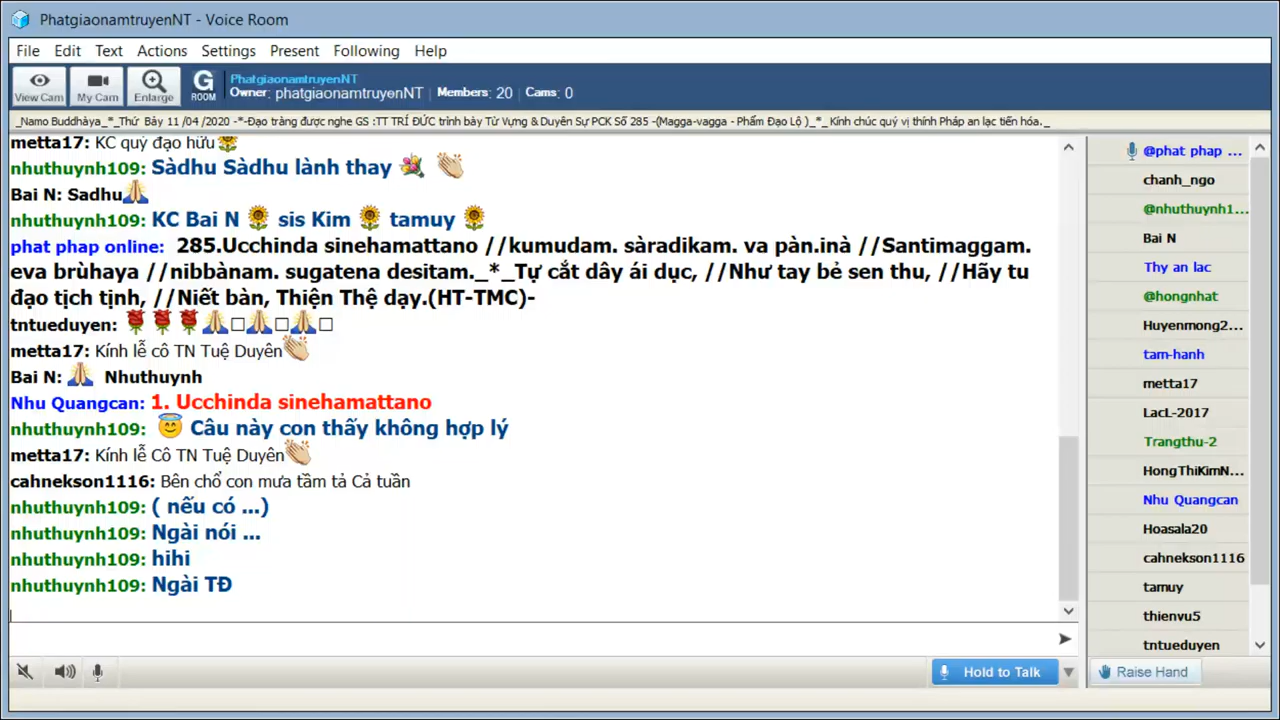 PhatgiaonamtruyenNT - Voice Room
File Edit Text Actions Settings Present Following Help
View Cam My Cam Enlarge G ROOM
PhatgiaonamtruyenNT
Owner: phatgiaonamtruyenNT Members: 20 Cams: 0
_Namo Buddhàya_*_Thứ Bảy 11 /04 /2020 -*-Đạo tràng được nghe GS :TT TRÍ ĐỨC trình bày Từ Vựng & Duyên Sự PCK Số 285 -(Magga-vagga - Phẩm Đạo Lộ )_*_ Kính chúc quý vị thính Pháp an lạc tiến hóa._
metta17: KC quý đạo hữu
nhuthuynh109: Sàdhu Sàdhu lành thay
Bai N: Sadhu
nhuthuynh109: KC Bai N sis Kim tamuy
phat phap online: 285.Ucchinda sinehamattano //kumudam. sàradikam. va pàn.inà //Santimaggam.
eva brùhaya //nibbànam. sugatena desitam._*_Tự cắt dây ái dục, //Như tay bẻ sen thu, //Hãy tu
đạo tịch tịnh, //Niết bàn, Thiện Thệ dạy.(HT-TMC)-
tntueduyen:
metta17: Kính lễ cô TN Tuệ Duyên
Bai N: Nhuthuynh
Nhu Quangcan: 1. Ucchinda sinehamattano
nhuthuynh109: Câu này con thấy không hợp lý
metta17: Kính lễ Cô TN Tuệ Duyên
cahnekson1116: Bên chổ con mưa tầm tả Cả tuần
nhuthuynh109: ( nếu có ...)
nhuthuynh109: Ngài nói ...
nhuthuynh109: hihi
nhuthuynh109: Ngài TĐ
@phat phap ...
chanh_ngo
@nhuthuynh1...
Bai N
Thy an lac
@hongnhat
Huyenmong2...
tam-hanh
metta17
LacL-2017
Trangthu-2
HongThiKimN...
Nhu Quangcan
Hoasala20
cahnekson1116
tamuy
thienvu5
tntueduyen
Hold to Talk
Raise Hand